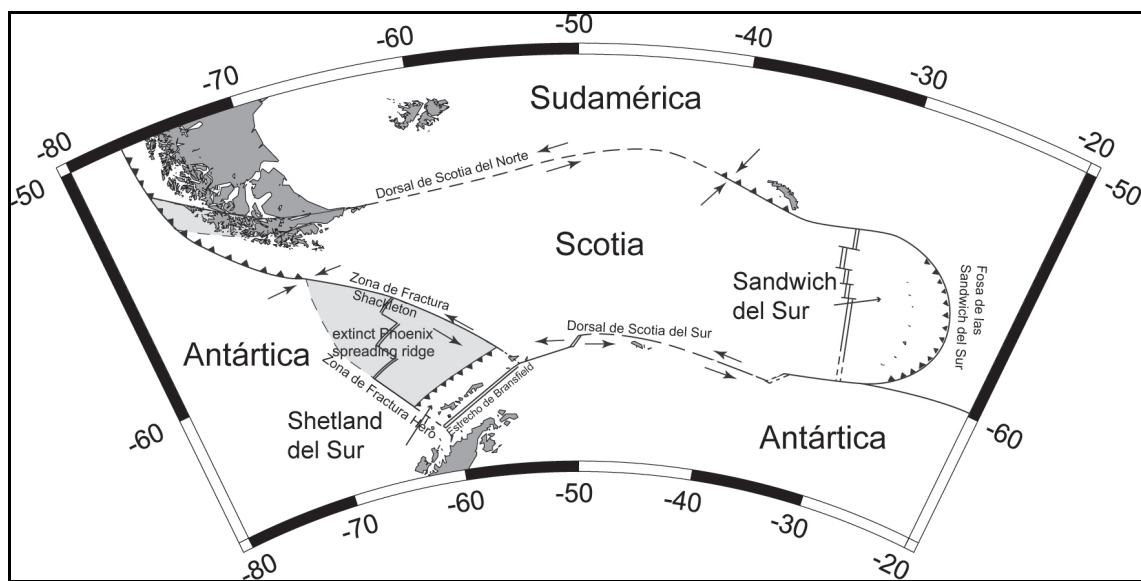 -50
-60
-40
-70
-30
-80
-20
-50
-50
Sudamérica
Dorsal de Scotia del Norte
Scotia
Zona de Fractura
Shackleton
Sandwich
del Sur
Fosa de las
Sandwich del Sur
extinct Phoenix
spreading ridge
Dorsal de Scotia del Sur
Antártica
Zona de Fractura Hero
Estrecho de Bransfield
Shetland
del Sur
Antártica
-60
-60
-50
-60
-40
-70
-30
-80
-20